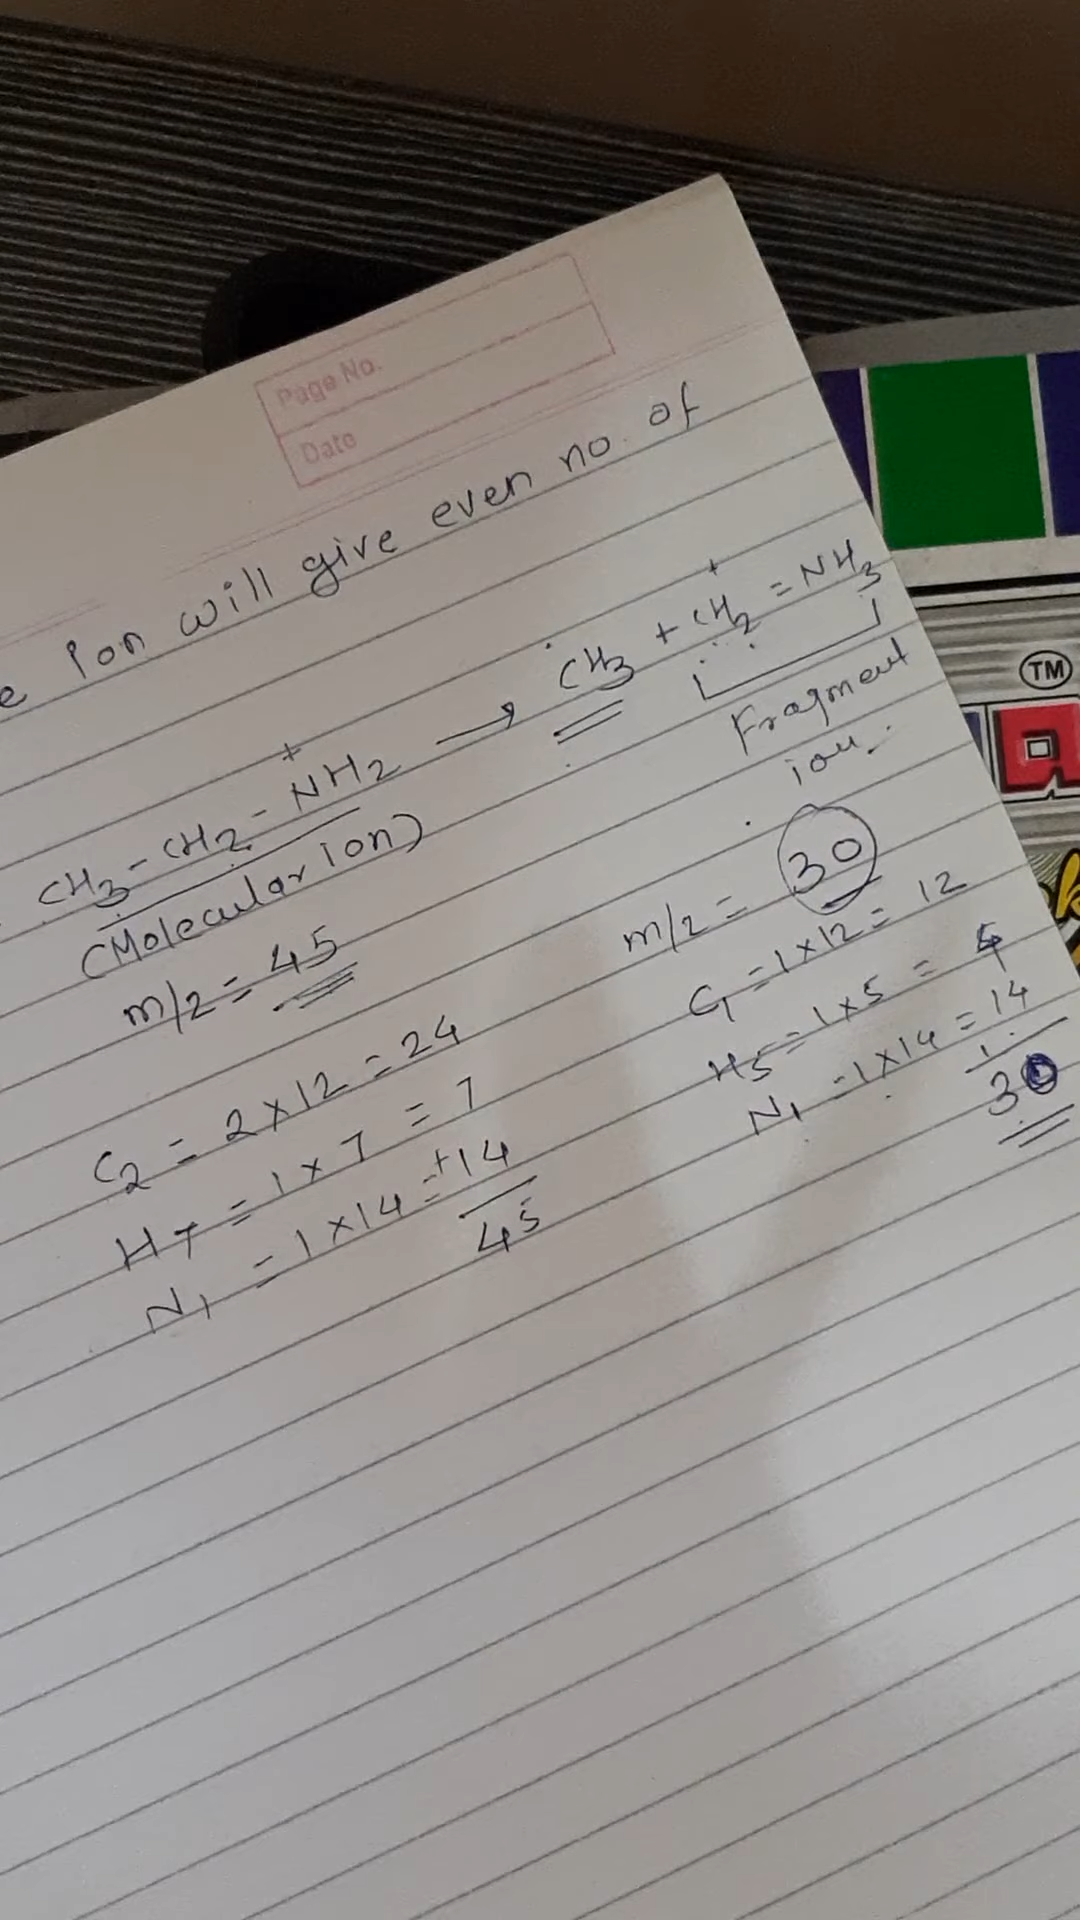 Page No.
Date
e Ion will give even no. of
CH3 - CH2 - NH2 + → ĊH3 + CH2 = NH3 +
(Molecular ion)
Fragment
ion.
m/z = 45
m/z = 30
C2 = 2 x 12 = 24
H7 = 1 x 7 = 7
N1 = 1 x 14 = +14
45
C1 = 1 x 12 = 12
H5 = 1 x 5 =
N1 = 1 x 14 = 14
30
TM